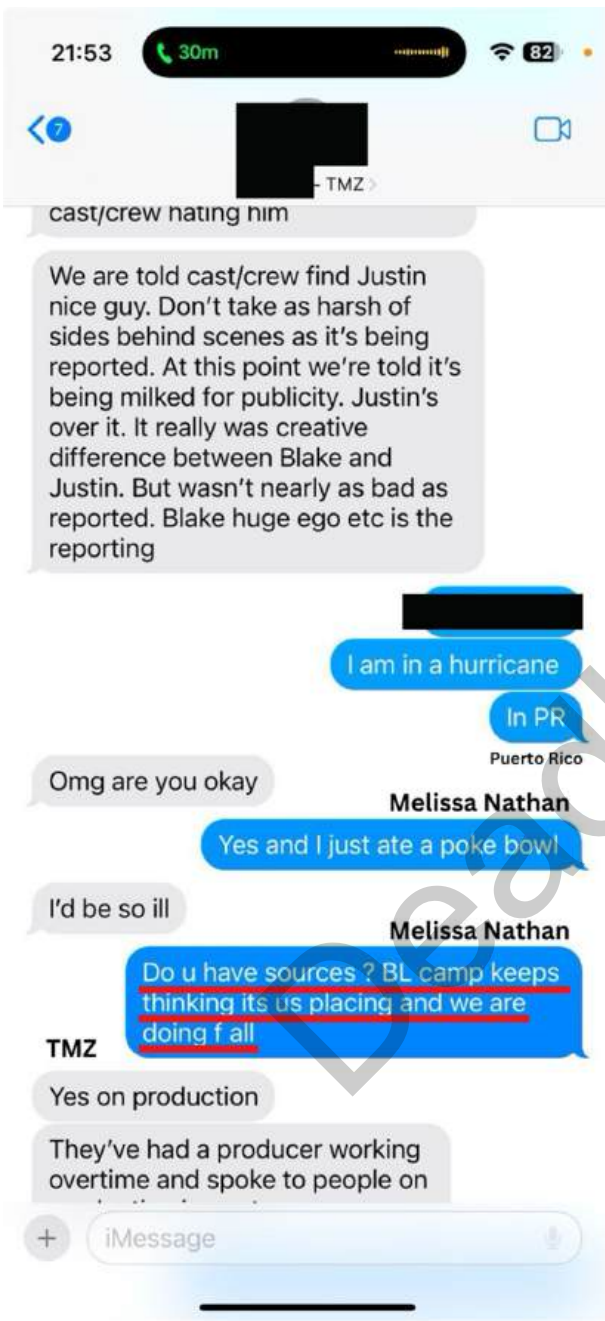 21:53
30m
82
7
- TMZ
cast/crew hating him
We are told cast/crew find Justin
nice guy. Don't take as harsh of
sides behind scenes as it's being
reported. At this point we're told it's
being milked for publicity. Justin's
over it. It really was creative
difference between Blake and
Justin. But wasn't nearly as bad as
reported. Blake huge ego etc is the
reporting
I am in a hurricane
In PR
Puerto Rico
Omg are you okay
Melissa Nathan
Yes and I just ate a poke bowl
I'd be so ill
Melissa Nathan
Do u have sources ? BL camp keeps
thinking its us placing and we are
doing f all
TMZ
Yes on production
They've had a producer working
overtime and spoke to people on
iMessage
Dead